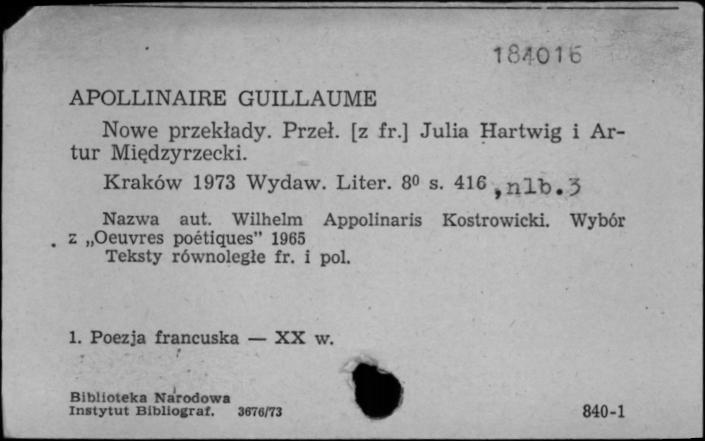 184016
APOLLINAIRE GUILLAUME
Nowe przekłady. Przeł. [z fr.] Julia Hartwig i Ar-
tur Międzyrzecki.
Kraków 1973 Wydaw. Liter. 8⁰ s. 416, nlb. 3
Nazwa aut. Wilhelm Appolinaris Kostrowicki. Wybór
z „Oeuvres poétiques” 1965
Teksty równoległe fr. i pol.
1. Poezja francuska — XX w.
Biblioteka Narodowa
Instytut Bibliograf. 3676/73 840-1